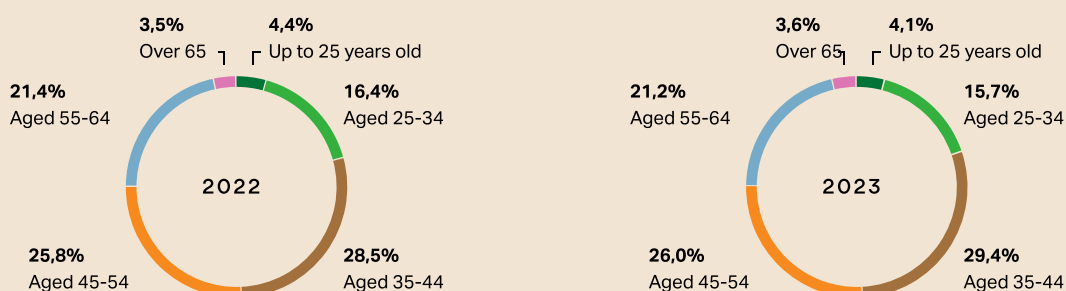 3,5%
Over 65
4,4%
Up to 25 years old
21,4%
Aged 55-64
16,4%
Aged 25-34
2022
25,8%
Aged 45-54
28,5%
Aged 35-44
3,6%
Over 65
4,1%
Up to 25 years old
21,2%
Aged 55-64
15,7%
Aged 25-34
2023
26,0%
Aged 45-54
29,4%
Aged 35-44